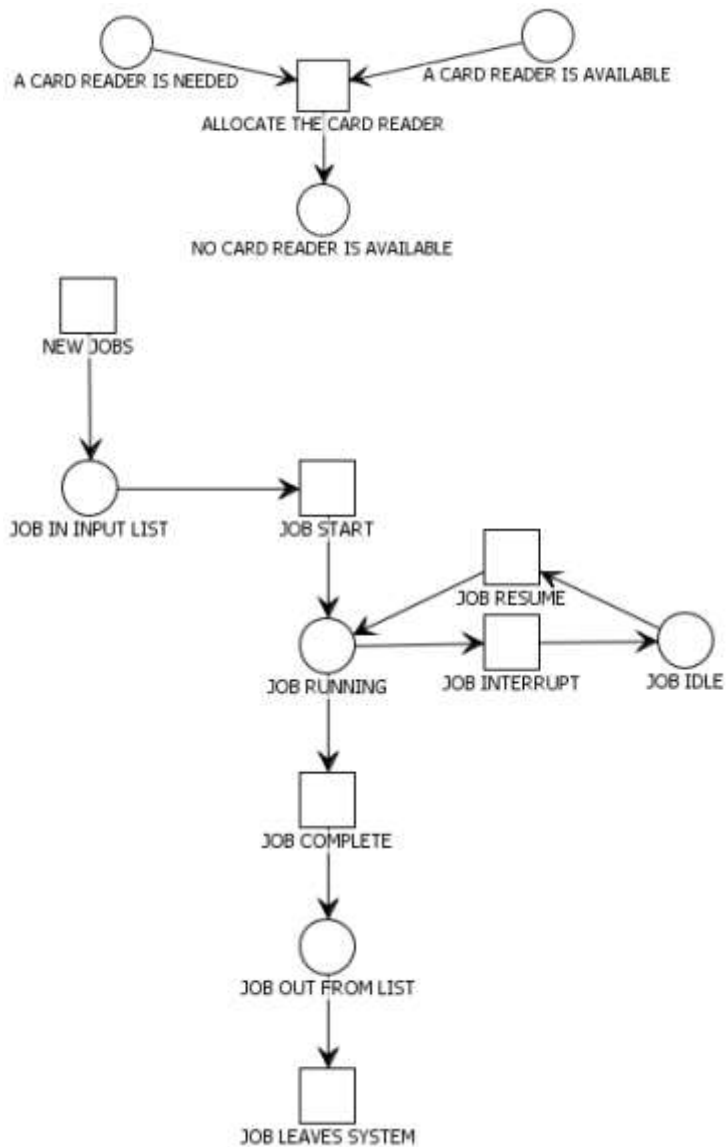 A CARD READER IS NEEDED
A CARD READER IS AVAILABLE
ALLOCATE THE CARD READER
NO CARD READER IS AVAILABLE
NEW JOBS
JOB IN INPUT LIST
JOB START
JOB RESUME
JOB RUNNING
JOB INTERRUPT
JOB IDLE
JOB COMPLETE
JOB OUT FROM LIST
JOB LEAVES SYSTEM